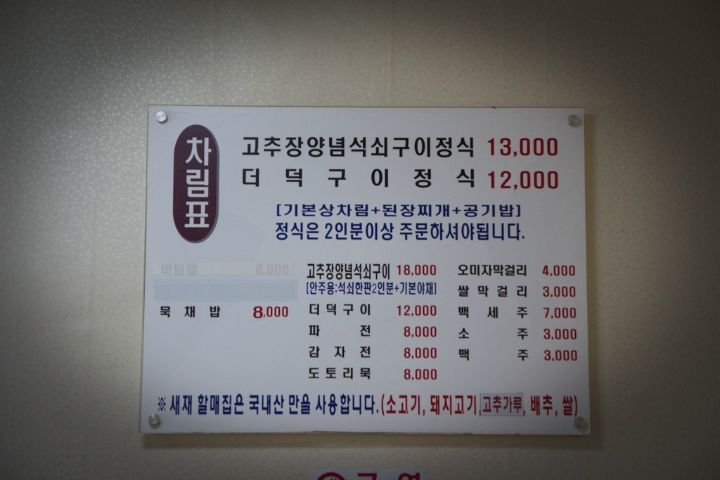 차림표
고추장양념석쇠구이정식 13,000
더덕구이정식 12,000
[기본상차림+된장찌개+공기밥]
정식은 2인분이상 주문하셔야됩니다.
비빔밥 8,000
묵채밥 8,000
고추장양념석쇠구이 18,000
[안주용:석쇠한판2인분+기본야채]
더덕구이 12,000
파전 8,000
감자전 8,000
도토리묵 8,000
오미자막걸리 4,000
쌀막걸리 3,000
백세주 7,000
소주 3,000
맥주 3,000
※ 새재 할매집은 국내산 만을 사용합니다.(소고기, 돼지고기,고추가루, 배추, 쌀)